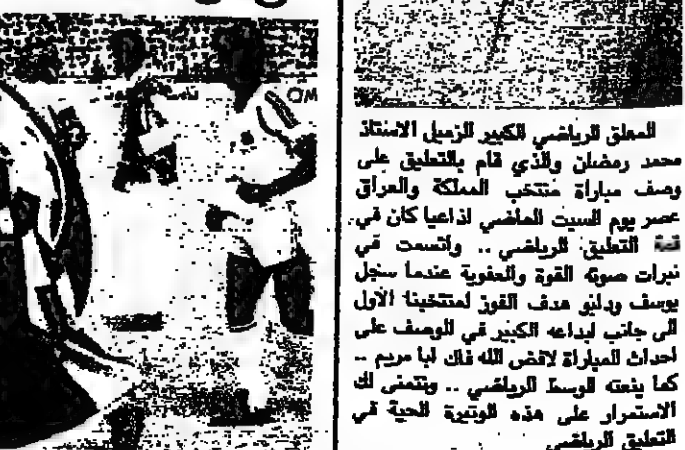 المعلق الرياضي الكبير الزميل الاستاذ
محمد رمضان والذي قام بالتعليق على
وصف مباراة منتخب المملكة والعراق
عصر يوم السبت الماضي اذاعيا كان في
قمة التعليق الرياضي .. واتسمت في
نبرات صوته القوة والعفوية عندما سجل
يوسف ودلبو هدف الفوز لمنتخبنا الأول
الى جانب ابداعه الكبير في الوصف على
احداث المباراة لافض الله فاك ابا مريم ..
كما ينعته الوسط الرياضي .. ونتمنى لك
الاستمرار على هذه الوتيرة الحية في
التعليق الرياضي